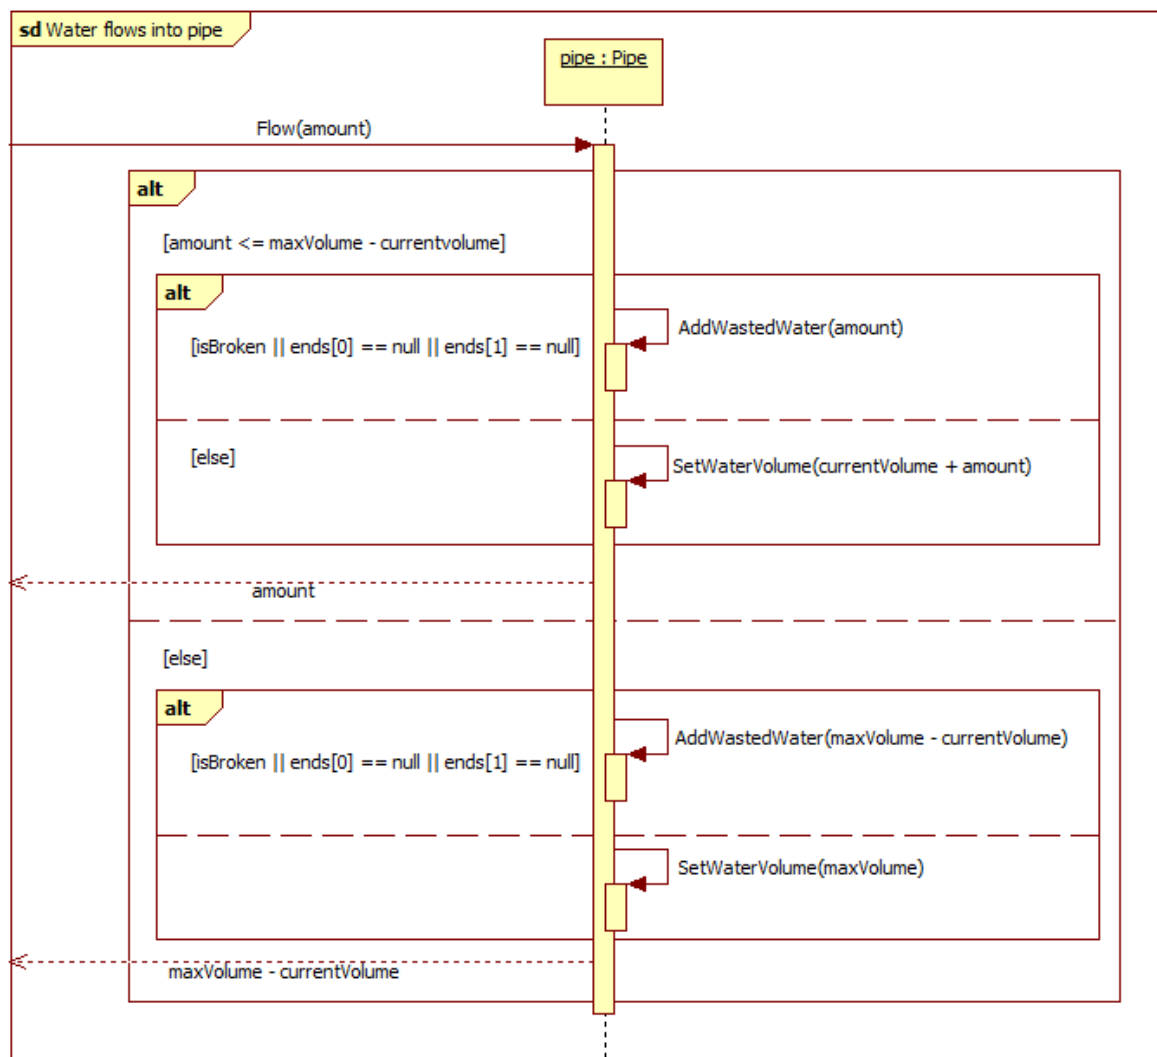 sd Water flows into pipe
pipe : Pipe
Flow(amount)
alt
[amount <= maxVolume - currentvolume]
alt
[isBroken || ends[0] == null || ends[1] == null]
AddWastedWater(amount)
[else]
SetWaterVolume(currentVolume + amount)
amount
[else]
alt
[isBroken || ends[0] == null || ends[1] == null]
AddWastedWater(maxVolume - currentVolume)
SetWaterVolume(maxVolume)
maxVolume - currentVolume